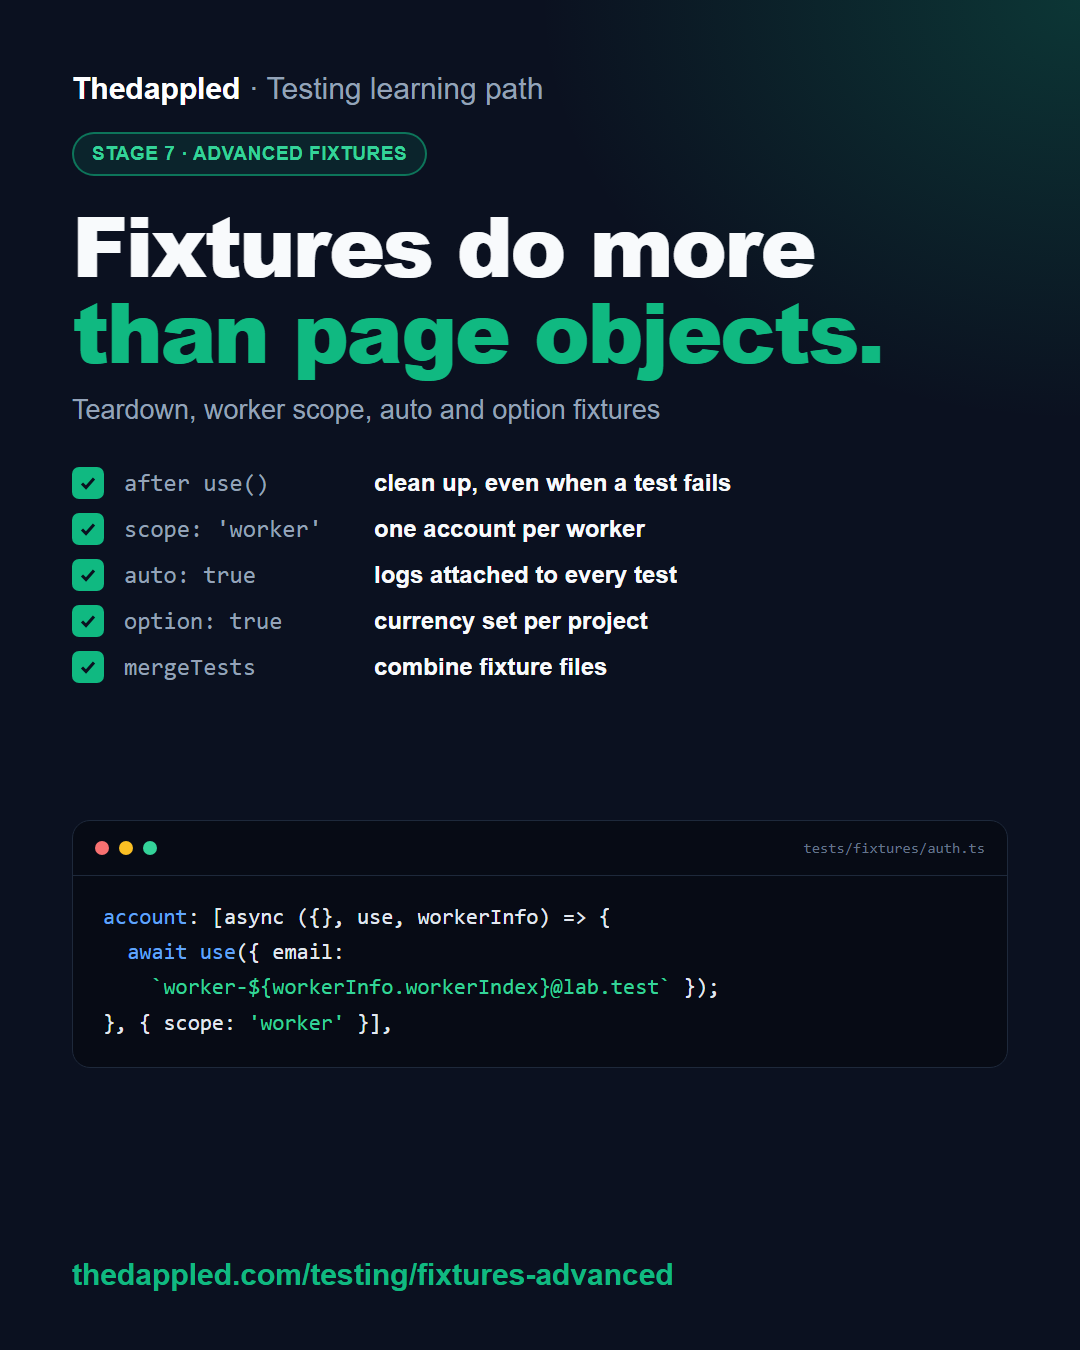 Thedappled · Testing learning path
STAGE 7 · ADVANCED FIXTURES
Fixtures do more
than page objects.
Teardown, worker scope, auto and option fixtures
after use() clean up, even when a test fails
scope: 'worker' one account per worker
auto: true logs attached to every test
option: true currency set per project
mergeTests combine fixture files
tests/fixtures/auth.ts
account: [async ({}, use, workerInfo) => {
  await use({ email:
    `worker-${workerInfo.workerIndex}@lab.test` });
}, { scope: 'worker' }],
thedappled.com/testing/fixtures-advanced